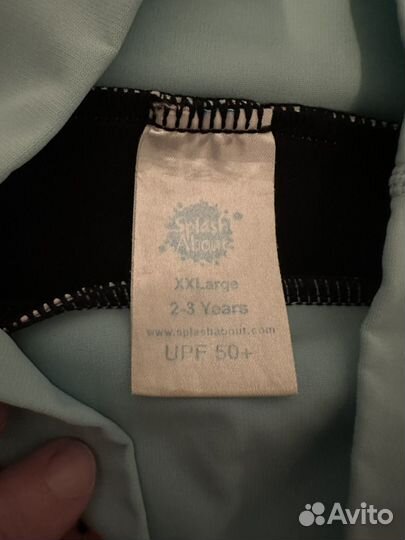 Splash
About
XXLarge
2-3 Years
www.splashabout.com
UPF 50+
Avito